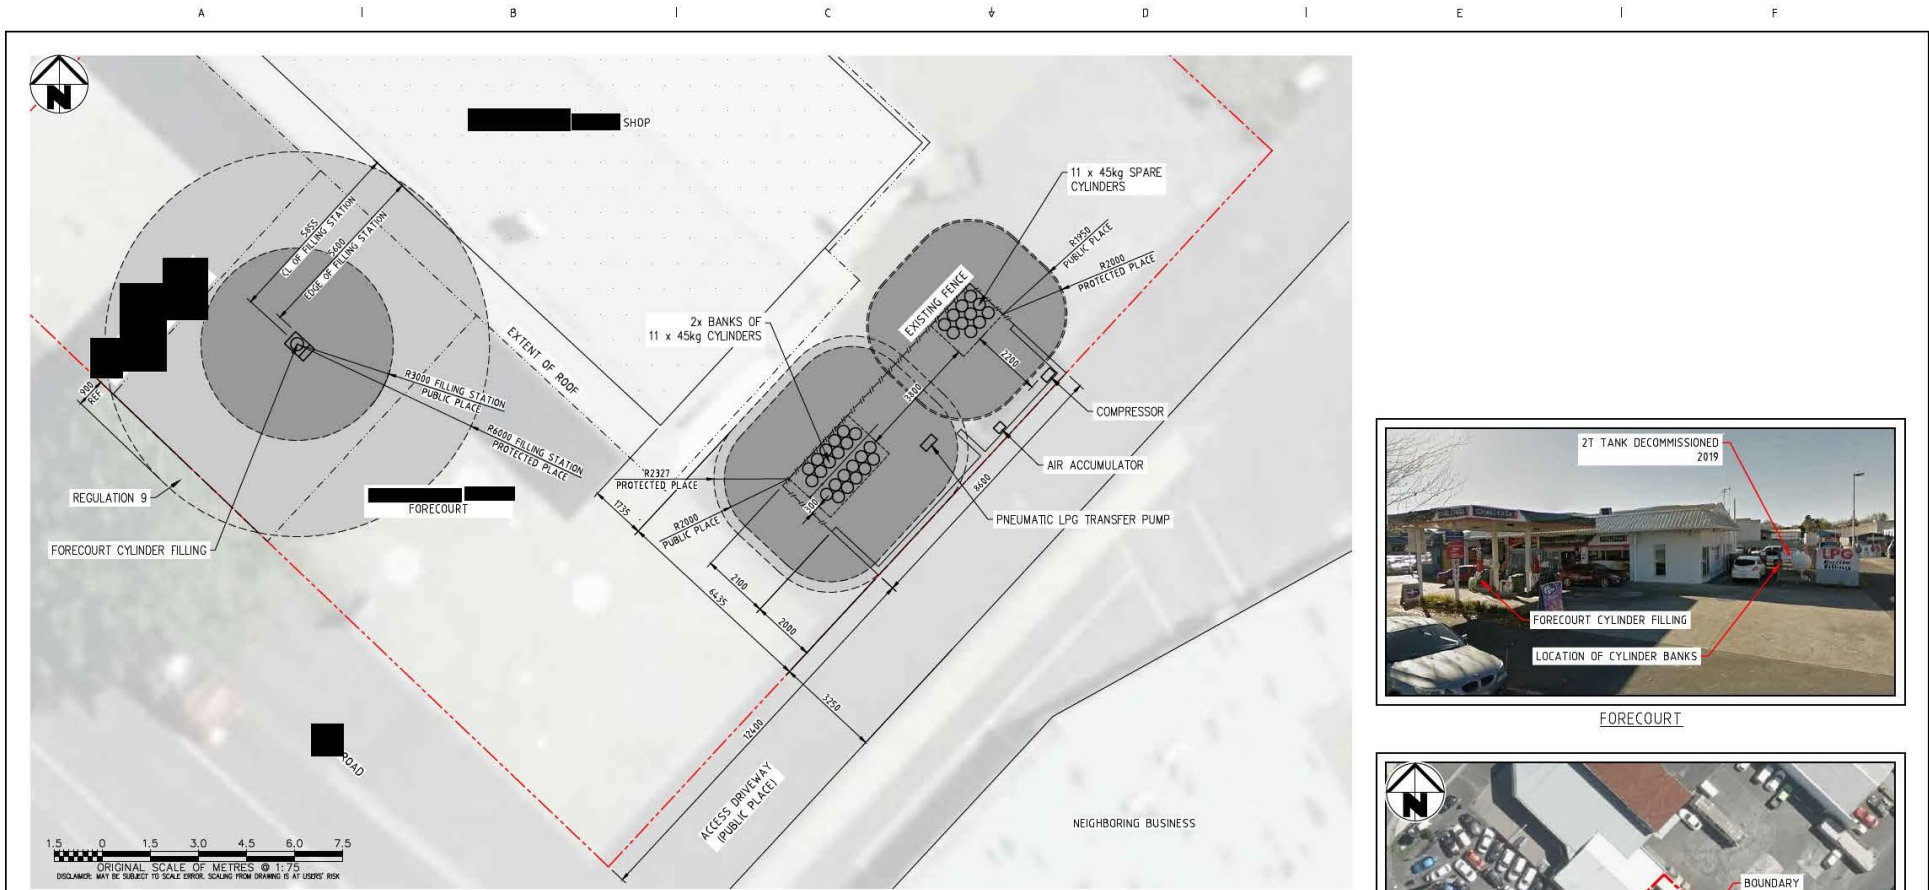 A B C D E F
N
SHOP
11 x 45kg SPARE
CYLINDERS
5855
CL OF FILLING STATION
5600
EDGE OF FILLING STATION
R1950
PUBLIC PLACE
R2000
PROTECTED PLACE
EXISTING FENCE
2x BANKS OF
11 x 45kg CYLINDERS
EXTENT OF ROOF
900
REF
R3000 FILLING STATION
PUBLIC PLACE
R6000 FILLING STATION
PROTECTED PLACE
3800
COMPRESSOR
AIR ACCUMULATOR
8600
PNEUMATIC LPG TRANSFER PUMP
R2327
PROTECTED PLACE
300
1735
R2000
PUBLIC PLACE
REGULATION 9
FORECOURT
FORECOURT CYLINDER FILLING
2100
6435
2000
3250
12400
ROAD
ACCESS DRIVEWAY
(PUBLIC PLACE)
NEIGHBORING BUSINESS
1.5 0 1.5 3.0 4.5 6.0 7.5
ORIGINAL SCALE OF METRES @ 1:75
DISCLAIMER: MAY BE SUBJECT TO SCALE ERROR. SCALING FROM DRAWING IS AT USERS' RISK
2T TANK DECOMMISSIONED
2019
LPG
Bottle
Filling
FORECOURT CYLINDER FILLING
LOCATION OF CYLINDER BANKS
FORECOURT
N
BOUNDARY